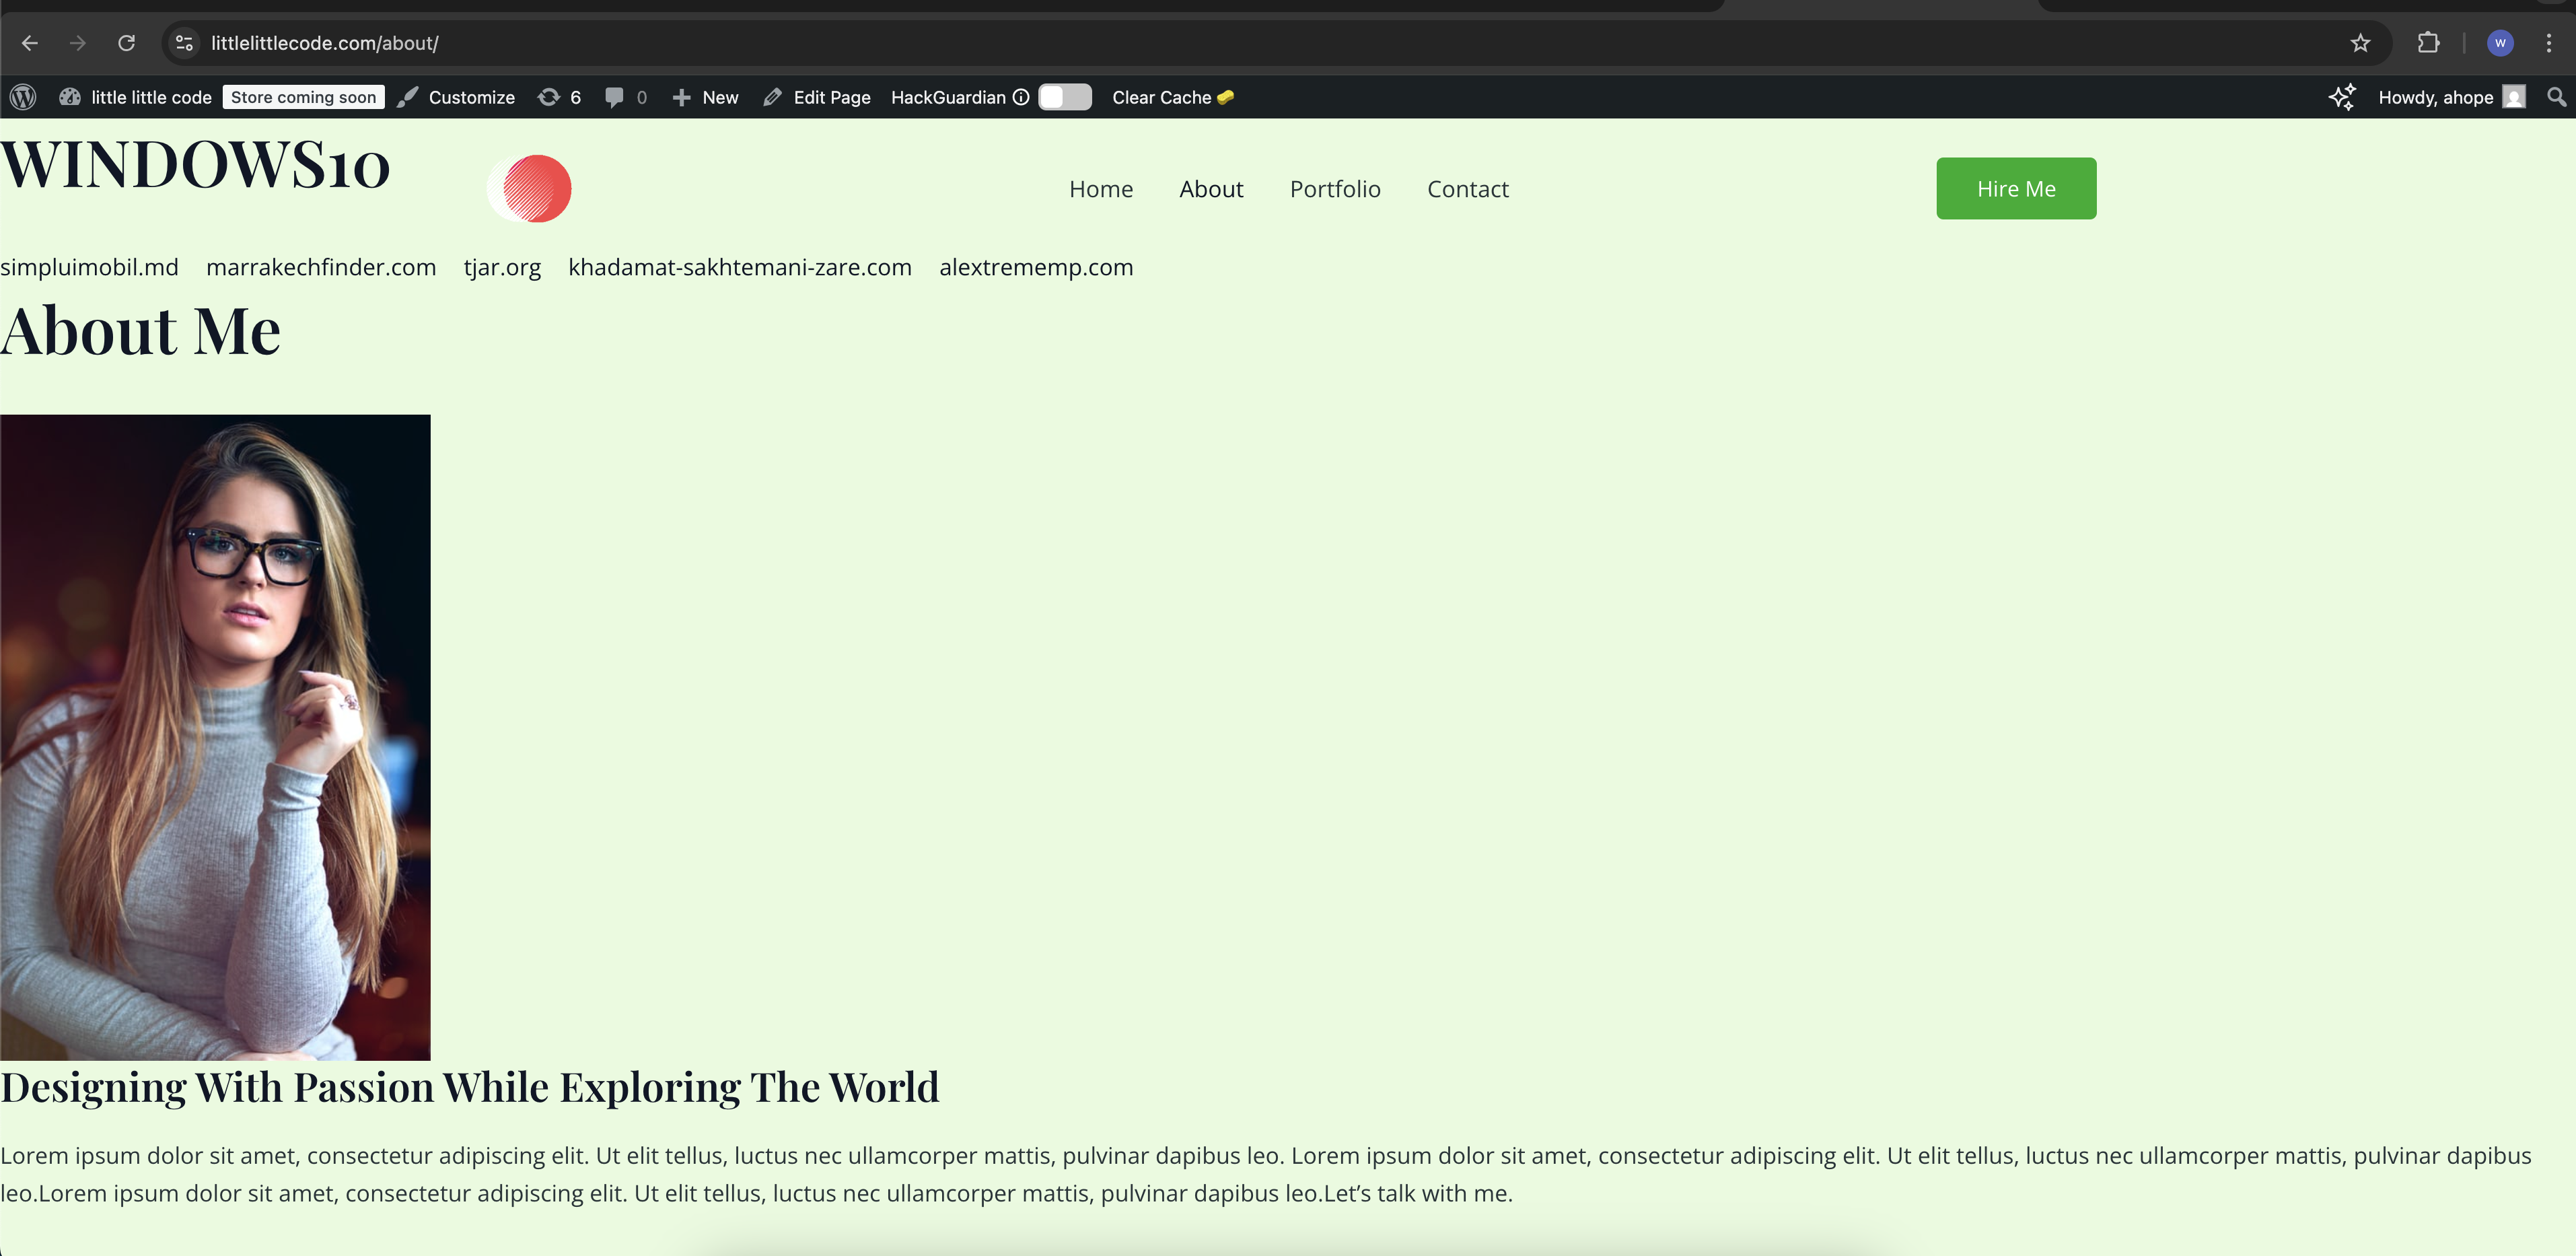 littlelittlecode.com/about/
W
little little code Store coming soon Customize 6 0 New Edit Page HackGuardian Clear Cache Howdy, ahope
WINDOWS10
Home About Portfolio Contact Hire Me
simpluimobil.md marrakechfinder.com tjar.org khadamat-sakhtemani-zare.com alextrememp.com
About Me
Designing With Passion While Exploring The World
Lorem ipsum dolor sit amet, consectetur adipiscing elit. Ut elit tellus, luctus nec ullamcorper mattis, pulvinar dapibus leo. Lorem ipsum dolor sit amet, consectetur adipiscing elit. Ut elit tellus, luctus nec ullamcorper mattis, pulvinar dapibus
leo.Lorem ipsum dolor sit amet, consectetur adipiscing elit. Ut elit tellus, luctus nec ullamcorper mattis, pulvinar dapibus leo.Let’s talk with me.